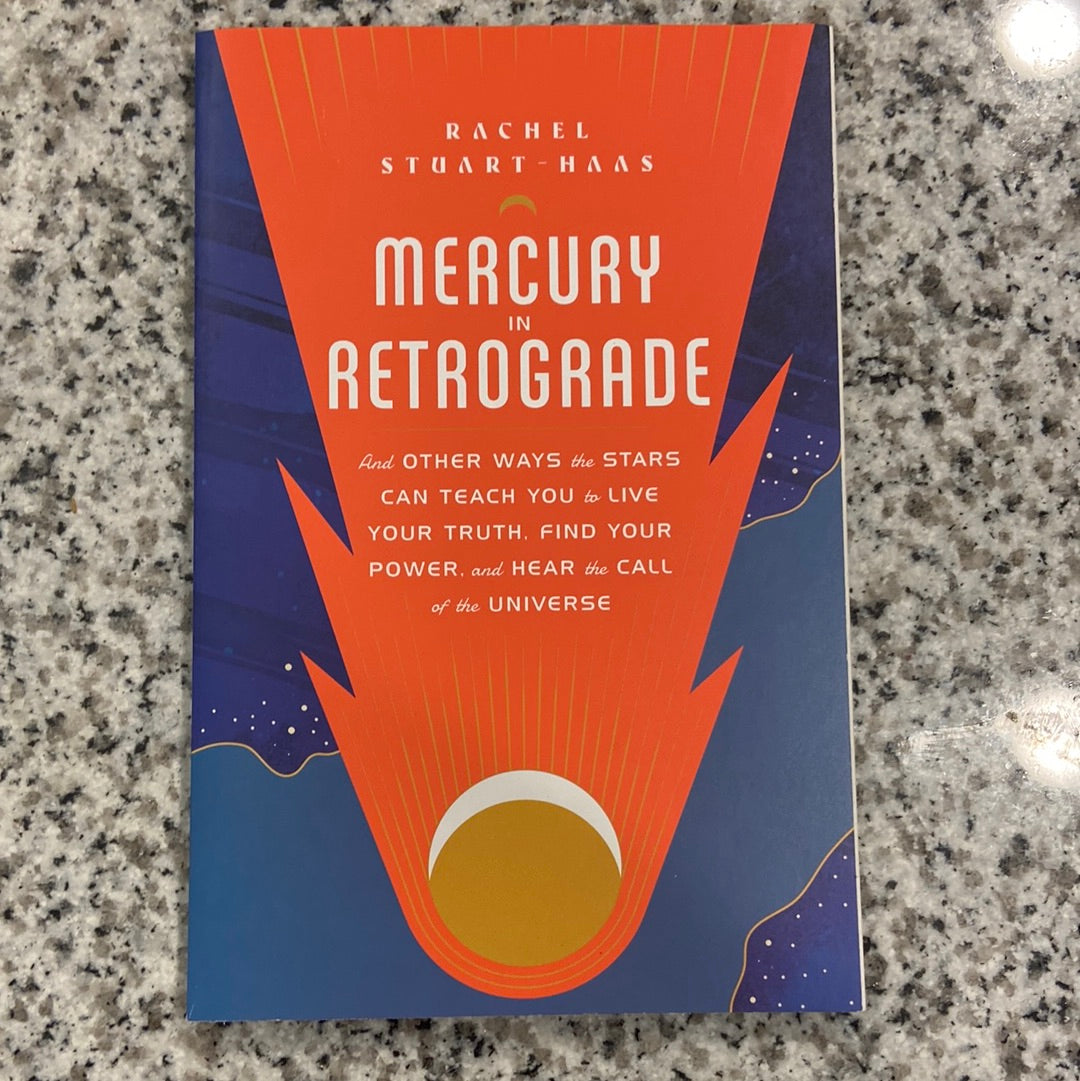 RACHEL
STUART-HAAS
MERCURY
IN
RETROGRADE
And OTHER WAYS the STARS
CAN TEACH YOU to LIVE
YOUR TRUTH, FIND YOUR
POWER, and HEAR the CALL
of the UNIVERSE